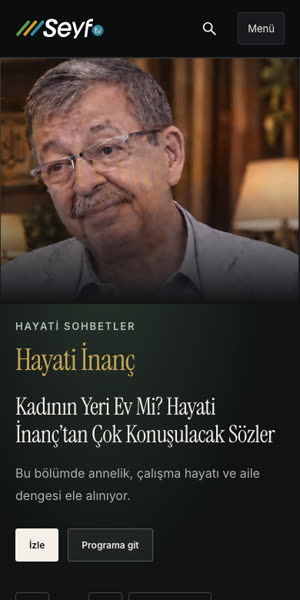 Seyf tv
Menü
HAYATİ SOHBETLER
Hayati İnanç
Kadının Yeri Ev Mi? Hayati
İnanç'tan Çok Konuşulacak Sözler
Bu bölümde annelik, çalışma hayatı ve aile
dengesi ele alınıyor.
İzle
Programa git